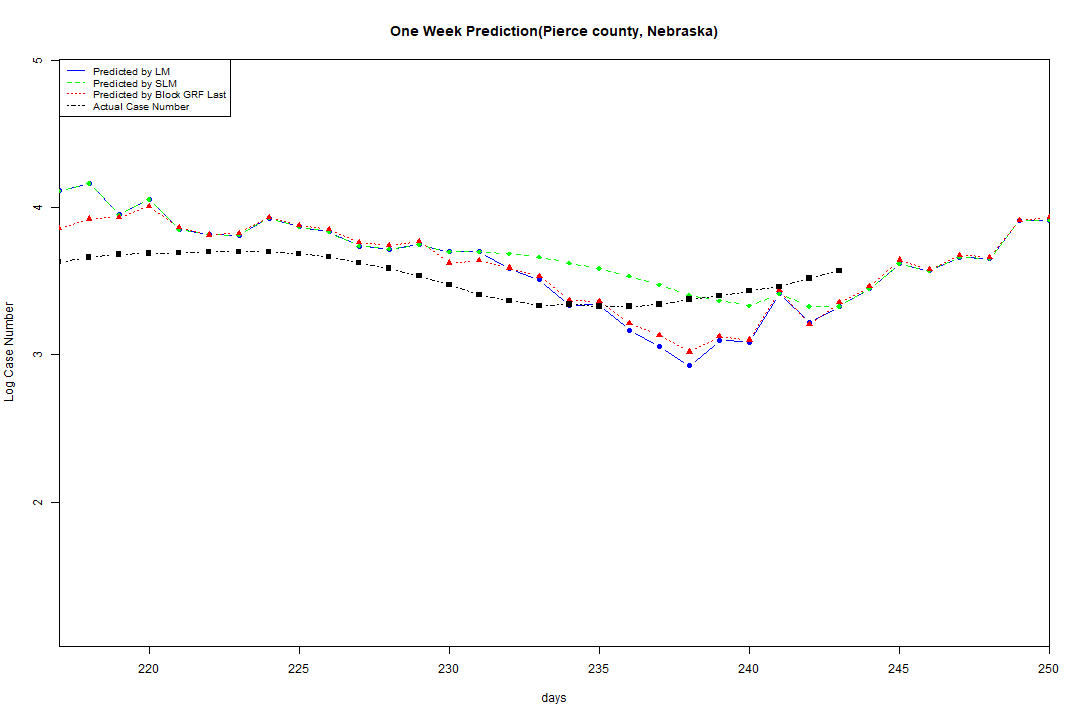 One Week Prediction(Pierce county, Nebraska)
Predicted by LM
Predicted by SLM
Predicted by Block GRF Last
Actual Case Number
5
4
3
2
Log Case Number
220 225 230 235 240 245 250
days